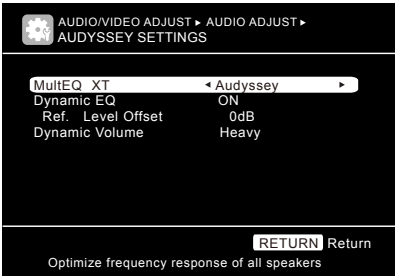 AUDIO/VIDEO ADJUST ▸ AUDIO ADJUST ▸
AUDYSSEY SETTINGS
MultEQ XT ◂ Audyssey ▸
Dynamic EQ ON
Ref. Level Offset 0dB
Dynamic Volume Heavy
RETURN Return
Optimize frequency response of all speakers